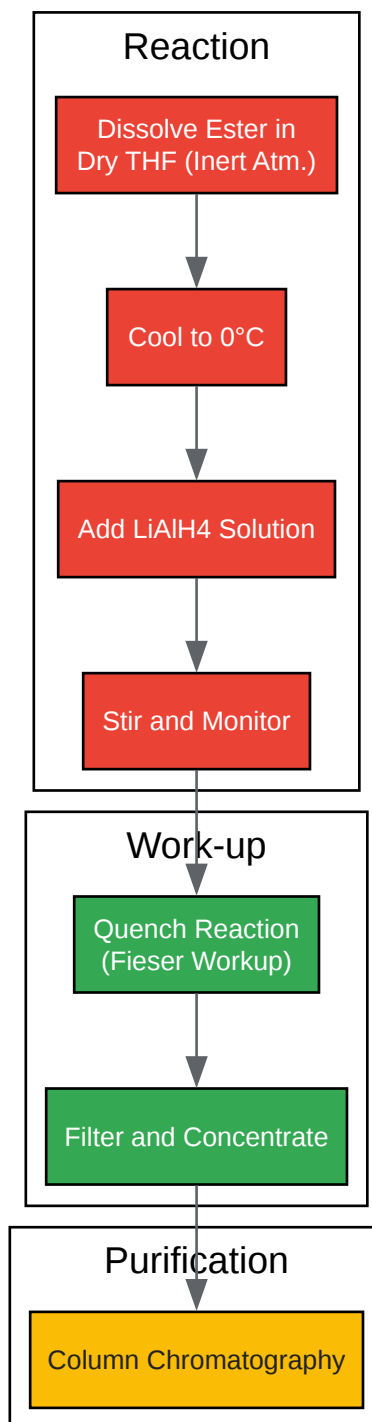 Reaction
Dissolve Ester in
Dry THF (Inert Atm.)
Cool to 0°C
Add LiAlH4 Solution
Stir and Monitor
Work-up
Quench Reaction
(Fieser Workup)
Filter and Concentrate
Purification
Column Chromatography